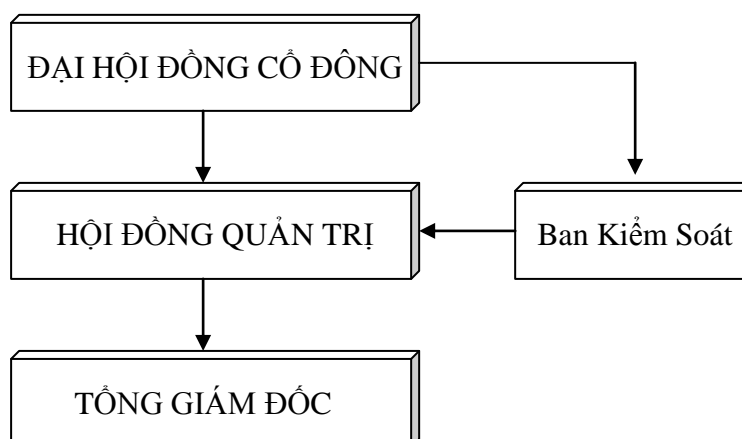 ĐẠI HỘI ĐỒNG CỔ ĐÔNG
HỘI ĐỒNG QUẢN TRỊ
Ban Kiểm Soát
TỔNG GIÁM ĐỐC